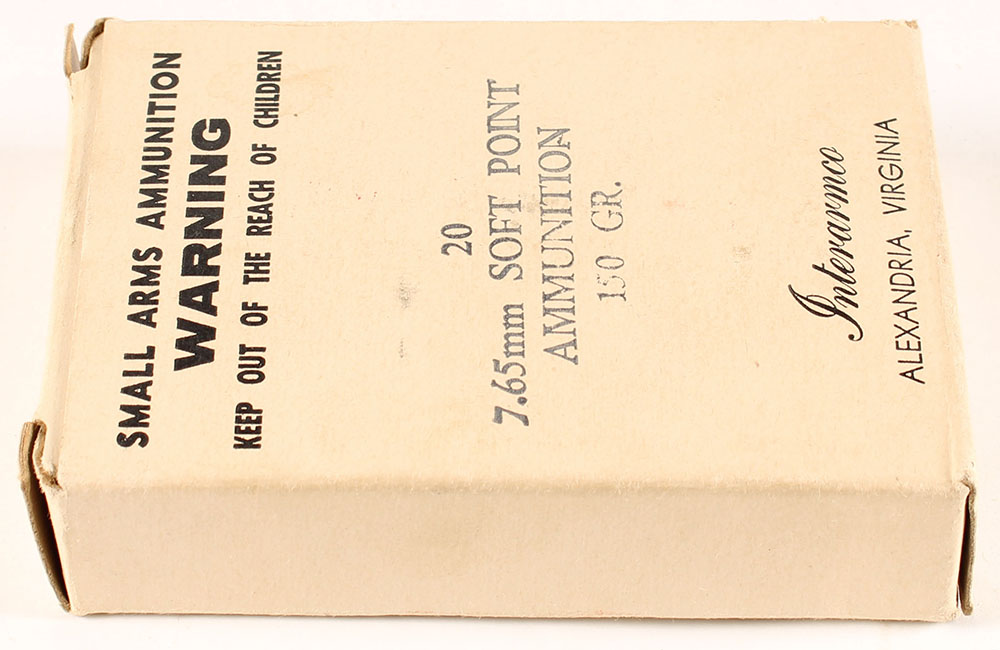 SMALL ARMS AMMUNITION
WARNING
KEEP OUT OF THE REACH OF CHILDREN
20
7.65mm SOFT POINT
AMMUNITION
150 GR.
Interarmco
ALEXANDRIA, VIRGINIA